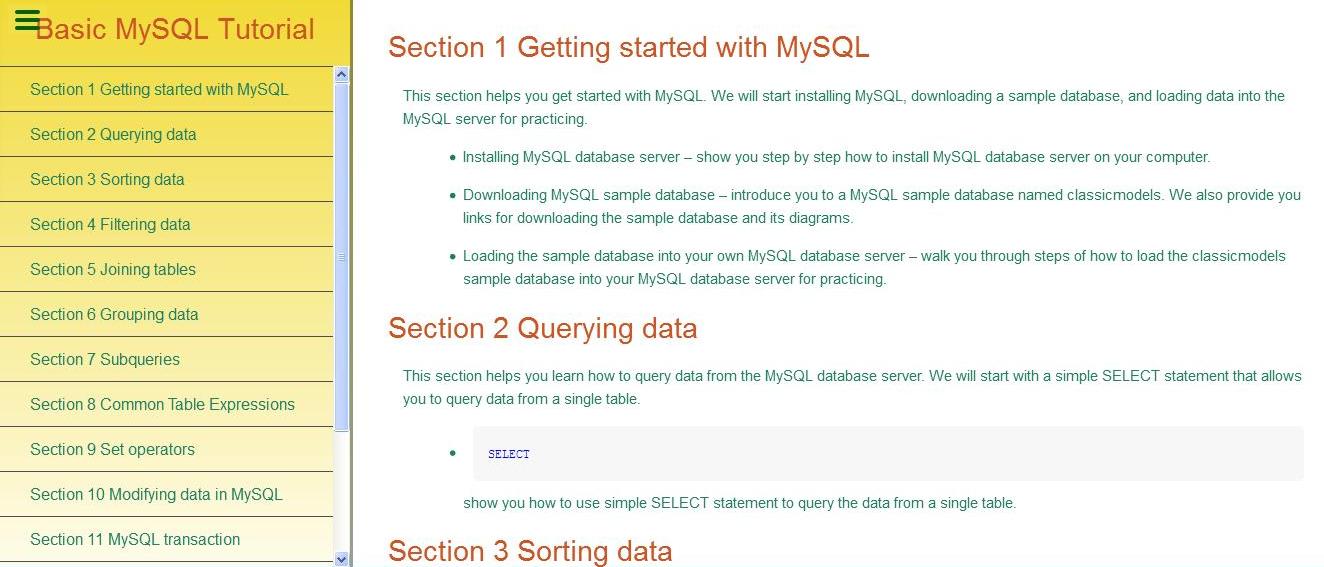 Basic MySQL Tutorial
Section 1 Getting started with MySQL
Section 2 Querying data
Section 3 Sorting data
Section 4 Filtering data
Section 5 Joining tables
Section 6 Grouping data
Section 7 Subqueries
Section 8 Common Table Expressions
Section 9 Set operators
Section 10 Modifying data in MySQL
Section 11 MySQL transaction
Section 1 Getting started with MySQL
This section helps you get started with MySQL. We will start installing MySQL, downloading a sample database, and loading data into the
MySQL server for practicing.
• Installing MySQL database server – show you step by step how to install MySQL database server on your computer.
• Downloading MySQL sample database – introduce you to a MySQL sample database named classicmodels. We also provide you
links for downloading the sample database and its diagrams.
• Loading the sample database into your own MySQL database server – walk you through steps of how to load the classicmodels
sample database into your MySQL database server for practicing.
Section 2 Querying data
This section helps you learn how to query data from the MySQL database server. We will start with a simple SELECT statement that allows
you to query data from a single table.
• SELECT
show you how to use simple SELECT statement to query the data from a single table.
Section 3 Sorting data